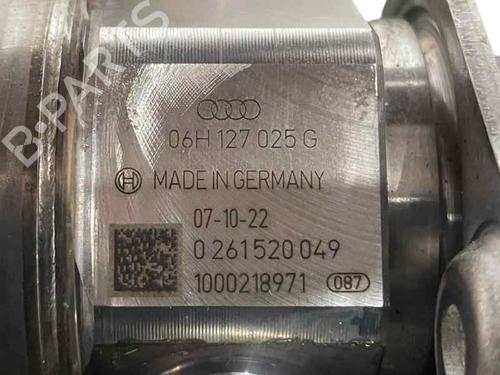 B-PARTS
06H 127 025 G
MADE IN GERMANY
07-10-22
0 261 520 049
1000218971 087